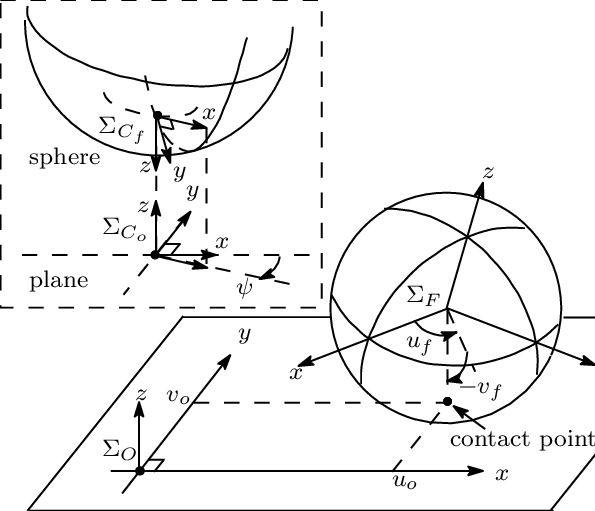 x
Σ_{C_f}
sphere
z
y
y
z
Σ_{C_o}
x
plane
ψ
z
Σ_F
u_f
x
-v_f
y
z
v_o
contact point
Σ_O
u_o
x